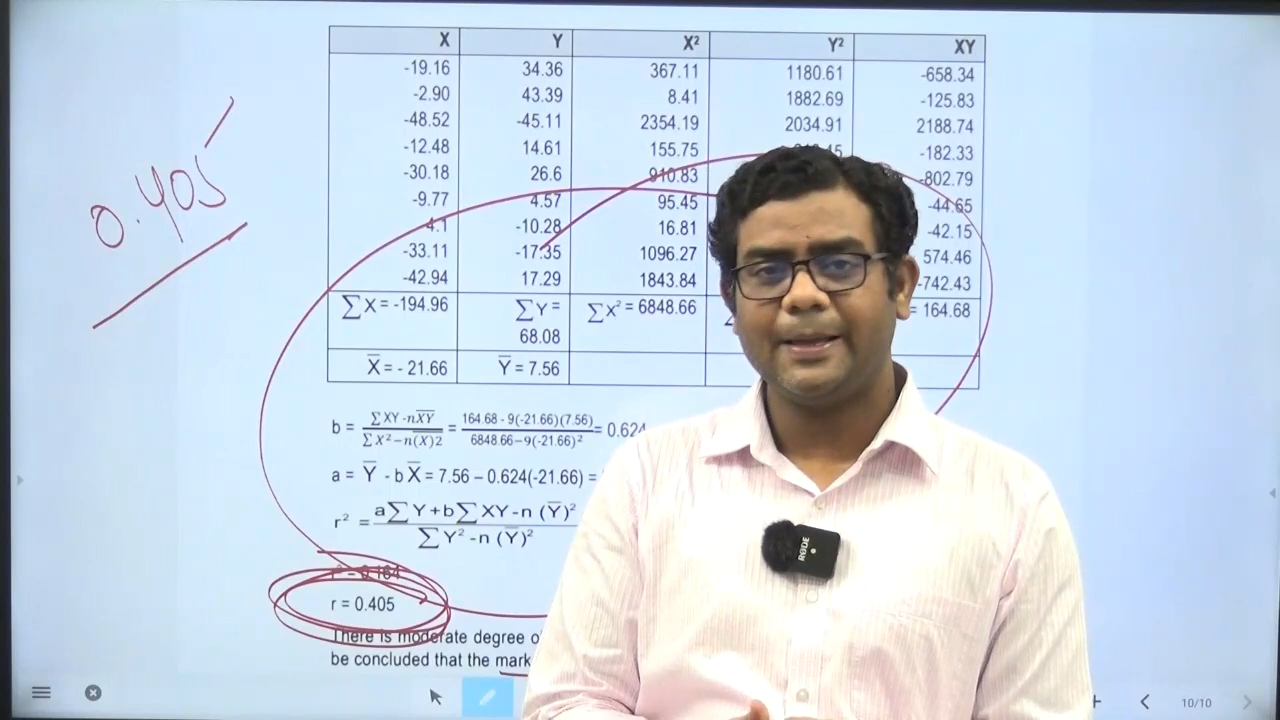 X Y X² Y² XY
-19.16 34.36 367.11 1180.61 -658.34
-2.90 43.39 8.41 1882.69 -125.83
-48.52 -45.11 2354.19 2034.91 2188.74
-12.48 14.61 155.75 -182.33
-30.18 26.6 910.83 -802.79
-9.77 4.57 95.45 -44.65
4.1 -10.28 16.81 -42.15
-33.11 -17.35 1096.27 574.46
-42.94 17.29 1843.84 -742.43
∑X = -194.96 ∑Y = 68.08 ∑X² = 6848.66 = 164.68
X̅ = - 21.66 Y̅ = 7.56
0.405
b = ∑XY -nX̅Y̅ / ∑X²−n(X̅)2 = 164.68 - 9(-21.66)(7.56) / 6848.66−9(-21.66)² = 0.624
a = Y̅ - b X̅ = 7.56 – 0.624(-21.66) =
r² = a∑Y+b∑XY-n (Y̅)² / ∑Y² -n (Y̅)²
r² = 0.164
r = 0.405
There is moderate degree
be concluded that the
RØDE
10/10